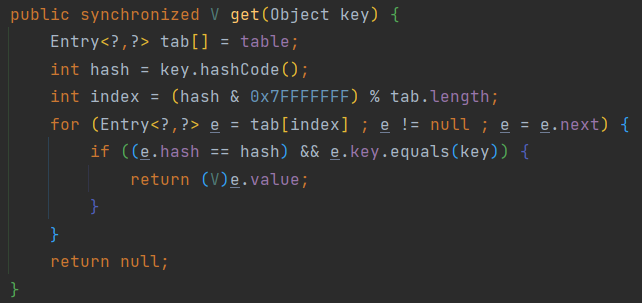 public synchronized V get(Object key) {
    Entry<?,?> tab[] = table;
    int hash = key.hashCode();
    int index = (hash & 0x7FFFFFFF) % tab.length;
    for (Entry<?,?> e = tab[index] ; e != null ; e = e.next) {
        if ((e.hash == hash) && e.key.equals(key)) {
            return (V)e.value;
        }
    }
    return null;
}